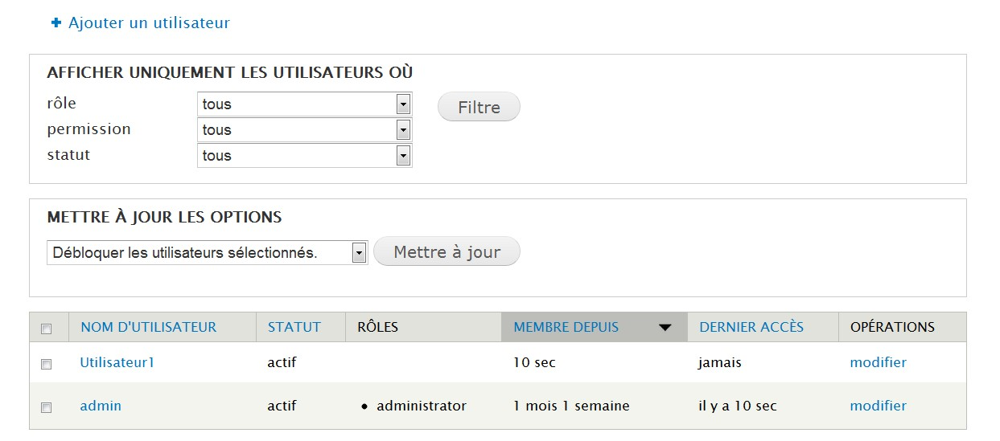 Ajouter un utilisateur
AFFICHER UNIQUEMENT LES UTILISATEURS OÙ
rôle tous Filtre
permission tous
statut tous
METTRE À JOUR LES OPTIONS
Débloquer les utilisateurs sélectionnés. Mettre à jour
NOM D'UTILISATEUR STATUT RÔLES MEMBRE DEPUIS DERNIER ACCÈS OPÉRATIONS
Utilisateur1 actif 10 sec jamais modifier
admin actif • administrator 1 mois 1 semaine il y a 10 sec modifier